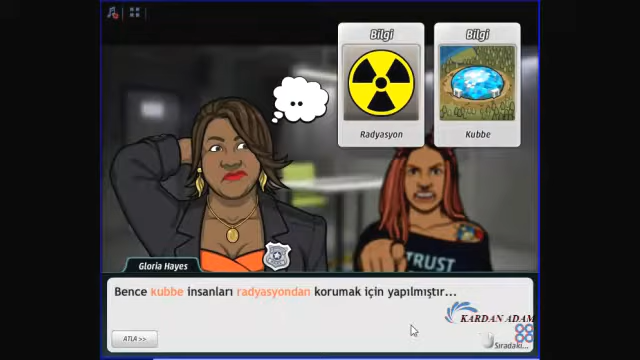 Bilgi
Bilgi
Radyasyon
Kubbe
TRUST
Gloria Hayes
Bence kubbe insanları radyasyondan korumak için yapılmıştır...
KARDAN ADAM
ATLA >>
Sıradaki...